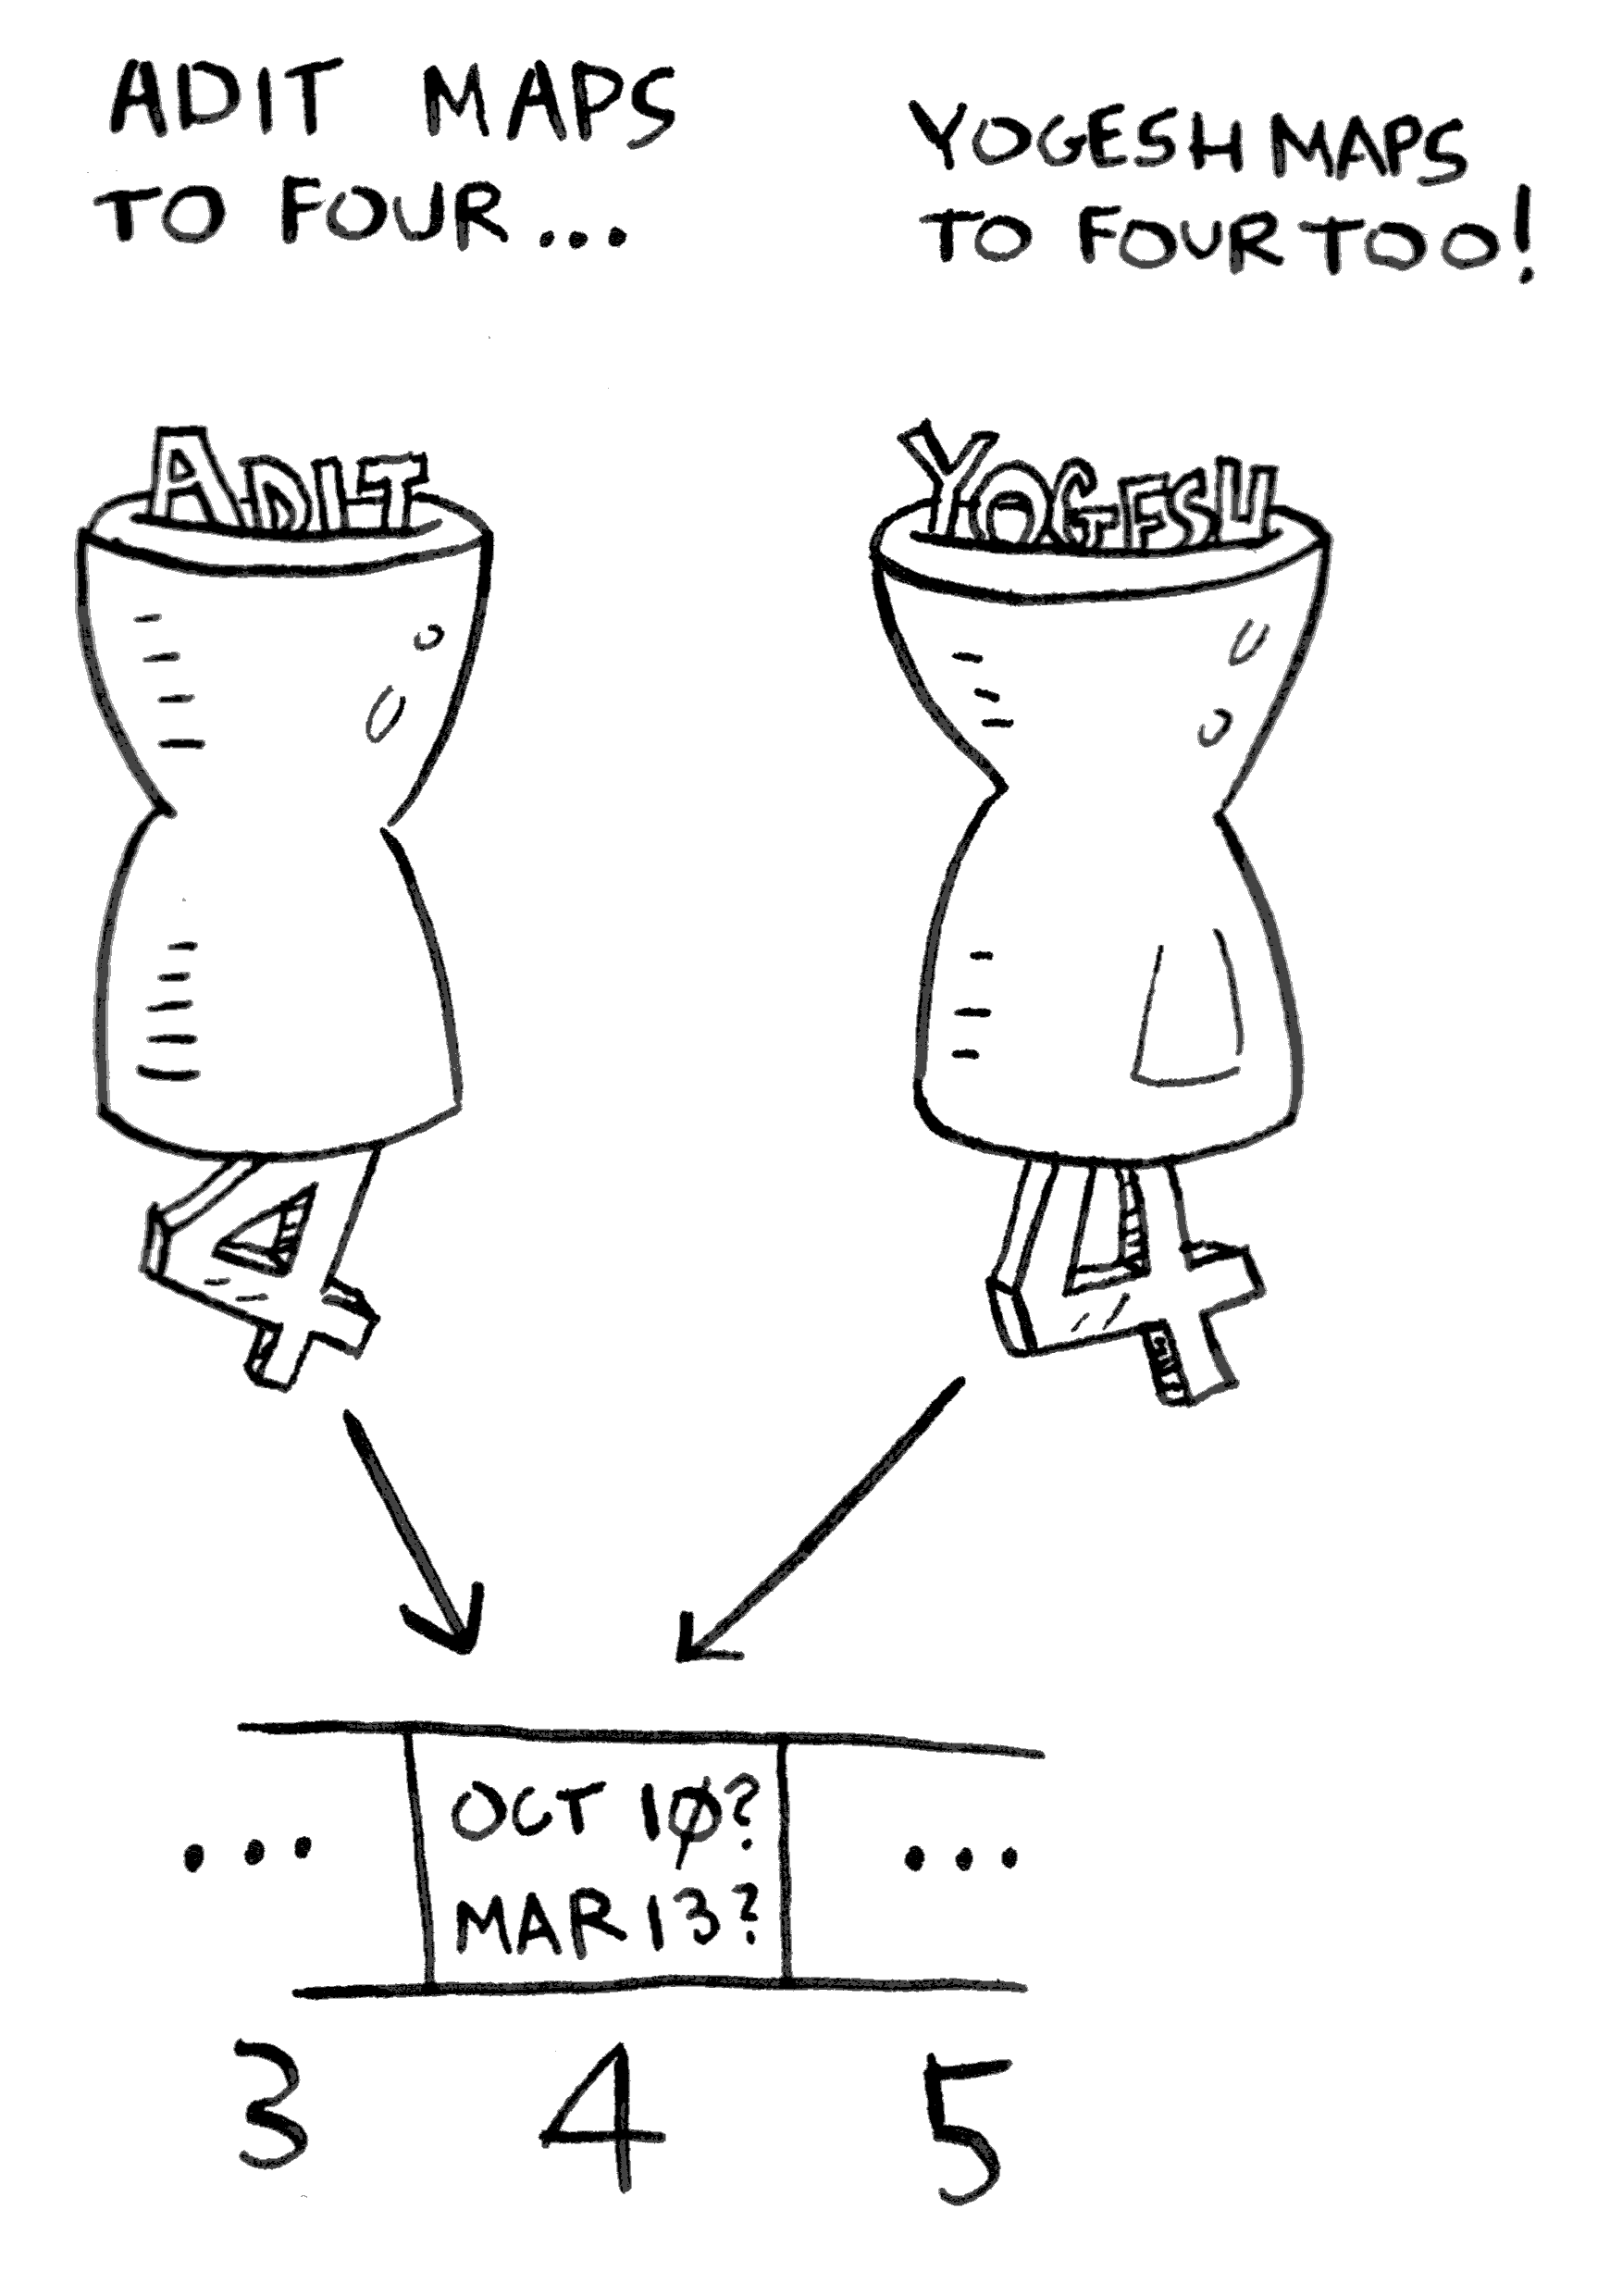 ADIT MAPS
TO FOUR...
YOGESH MAPS
TO FOUR TOO!
ADIT
YOGESH
4
4
... OCT 10? ...
MAR 13?
3 4 5